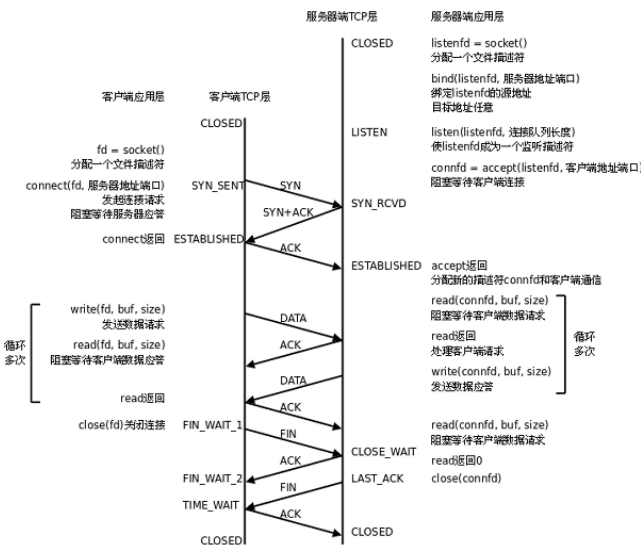 服务器端TCP层
服务器端应用层
CLOSED
listenfd = socket()
分配一个文件描述符
bind(listenfd, 服务器地址端口)
绑定listenfd的源地址
目标地址任意
客户端应用层
客户端TCP层
CLOSED
LISTEN
listen(listenfd, 连接队列长度)
使listenfd成为一个监听描述符
fd = socket()
分配一个文件描述符
connfd = accept(listenfd, 客户端地址端口)
阻塞等待客户端连接
connect(fd, 服务器地址端口)
发起连接请求
阻塞等待服务器应答
SYN_SENT
SYN
SYN_RCVD
SYN+ACK
connect返回
ESTABLISHED
ACK
ESTABLISHED
accept返回
分配新的描述符connfd和客户端通信
read(connfd, buf, size)
阻塞等待客户端数据请求
write(fd, buf, size)
发送数据请求
DATA
循环
多次
read返回
处理客户端请求
循环
多次
read(fd, buf, size)
阻塞等待客户端数据应答
ACK
write(connfd, buf, size)
发送数据应答
DATA
read返回
ACK
close(fd)关闭连接
FIN_WAIT_1
FIN
read(connfd, buf, size)
阻塞等待客户端数据请求
CLOSE_WAIT
read返回0
ACK
FIN_WAIT_2
FIN
LAST_ACK
close(connfd)
TIME_WAIT
ACK
CLOSED
CLOSED